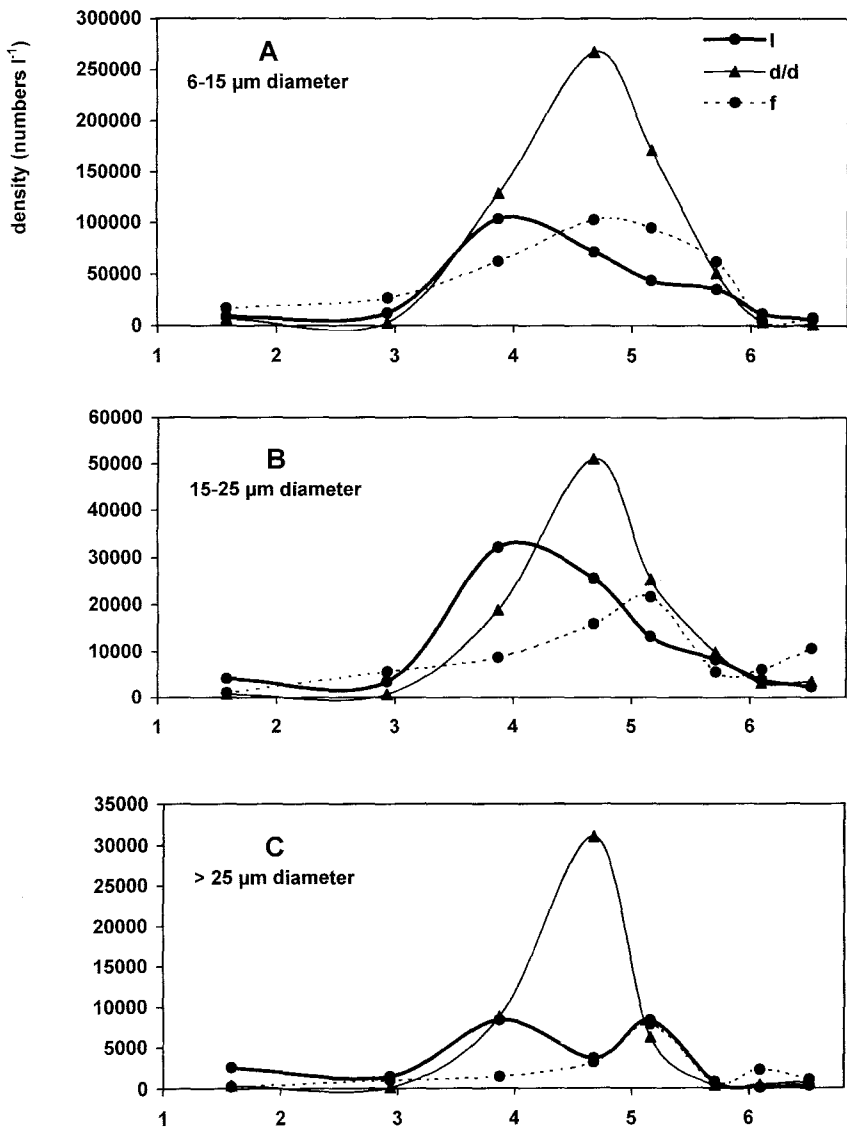 density (numbers l⁻¹)
300000
250000
200000
150000
100000
50000
0
A
6-15 µm diameter
l
d/d
f
1 2 3 4 5 6
60000
50000
40000
30000
20000
10000
0
B
15-25 µm diameter
1 2 3 4 5 6
35000
30000
25000
20000
15000
10000
5000
0
C
> 25 µm diameter
1 2 3 4 5 6